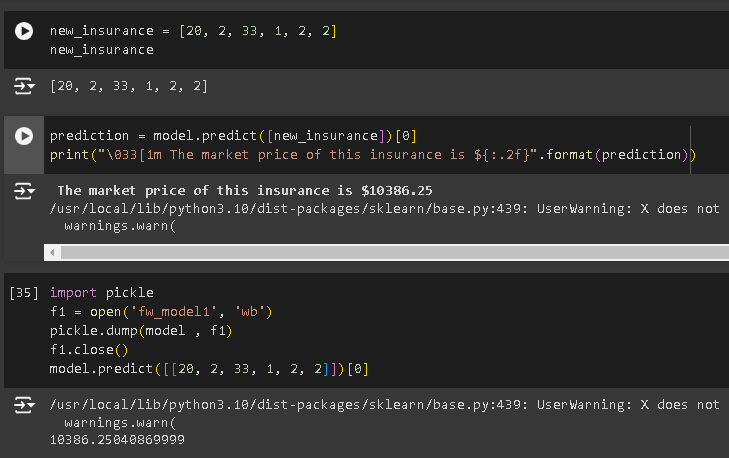 new_insurance = [20, 2, 33, 1, 2, 2]
new_insurance
[20, 2, 33, 1, 2, 2]
prediction = model.predict([new_insurance])[0]
print("\033[1m The market price of this insurance is ${:.2f}".format(prediction))
The market price of this insurance is $10386.25
/usr/local/lib/python3.10/dist-packages/sklearn/base.py:439: UserWarning: X does not
warnings.warn(
[35] import pickle
f1 = open('fw_model1', 'wb')
pickle.dump(model , f1)
f1.close()
model.predict([[20, 2, 33, 1, 2, 2]])[0]
/usr/local/lib/python3.10/dist-packages/sklearn/base.py:439: UserWarning: X does not
warnings.warn(
10386.25040869999